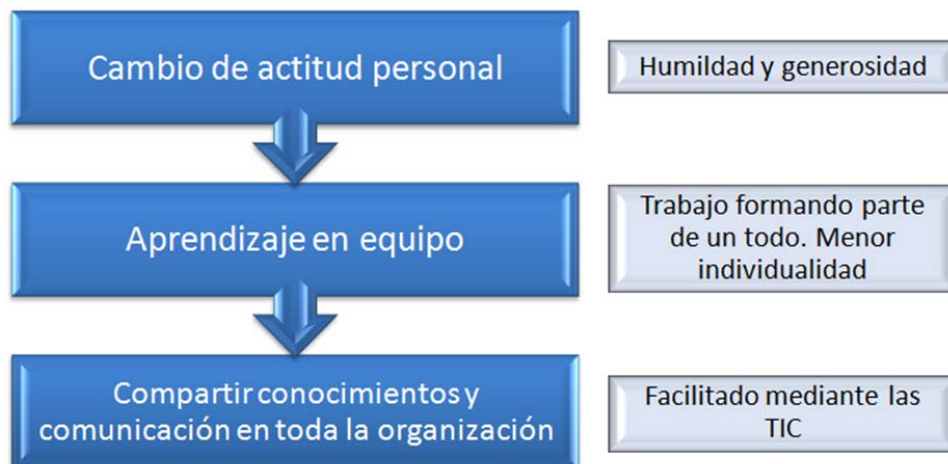 Cambio de actitud personal
Humildad y generosidad
Aprendizaje en equipo
Trabajo formando parte
de un todo. Menor
individualidad
Compartir conocimientos y
comunicación en toda la organización
Facilitado mediante las
TIC